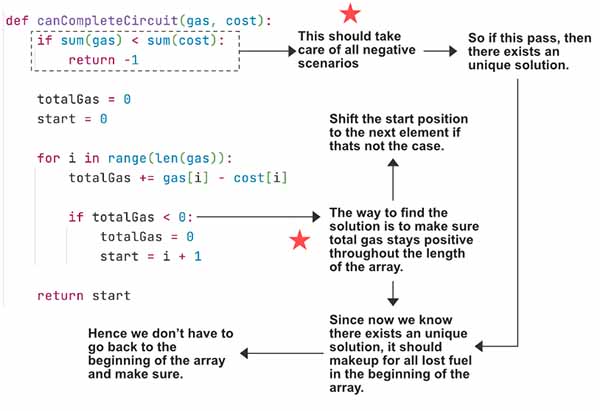 def canCompleteCircuit(gas, cost):
if sum(gas) < sum(cost):
return -1
totalGas = 0
start = 0
for i in range(len(gas)):
totalGas += gas[i] - cost[i]
if totalGas < 0:
totalGas = 0
start = i + 1
return start
This should take
care of all negative
scenarios
So if this pass, then
there exists an
unique solution.
Shift the start position
to the next element if
thats not the case.
The way to find the
solution is to make sure
total gas stays positive
throughout the length
of the array.
Since now we know
there exists an unique
solution, it should
makeup for all lost fuel
in the beginning of the
array.
Hence we don't have to
go back to the
beginning of the array
and make sure.